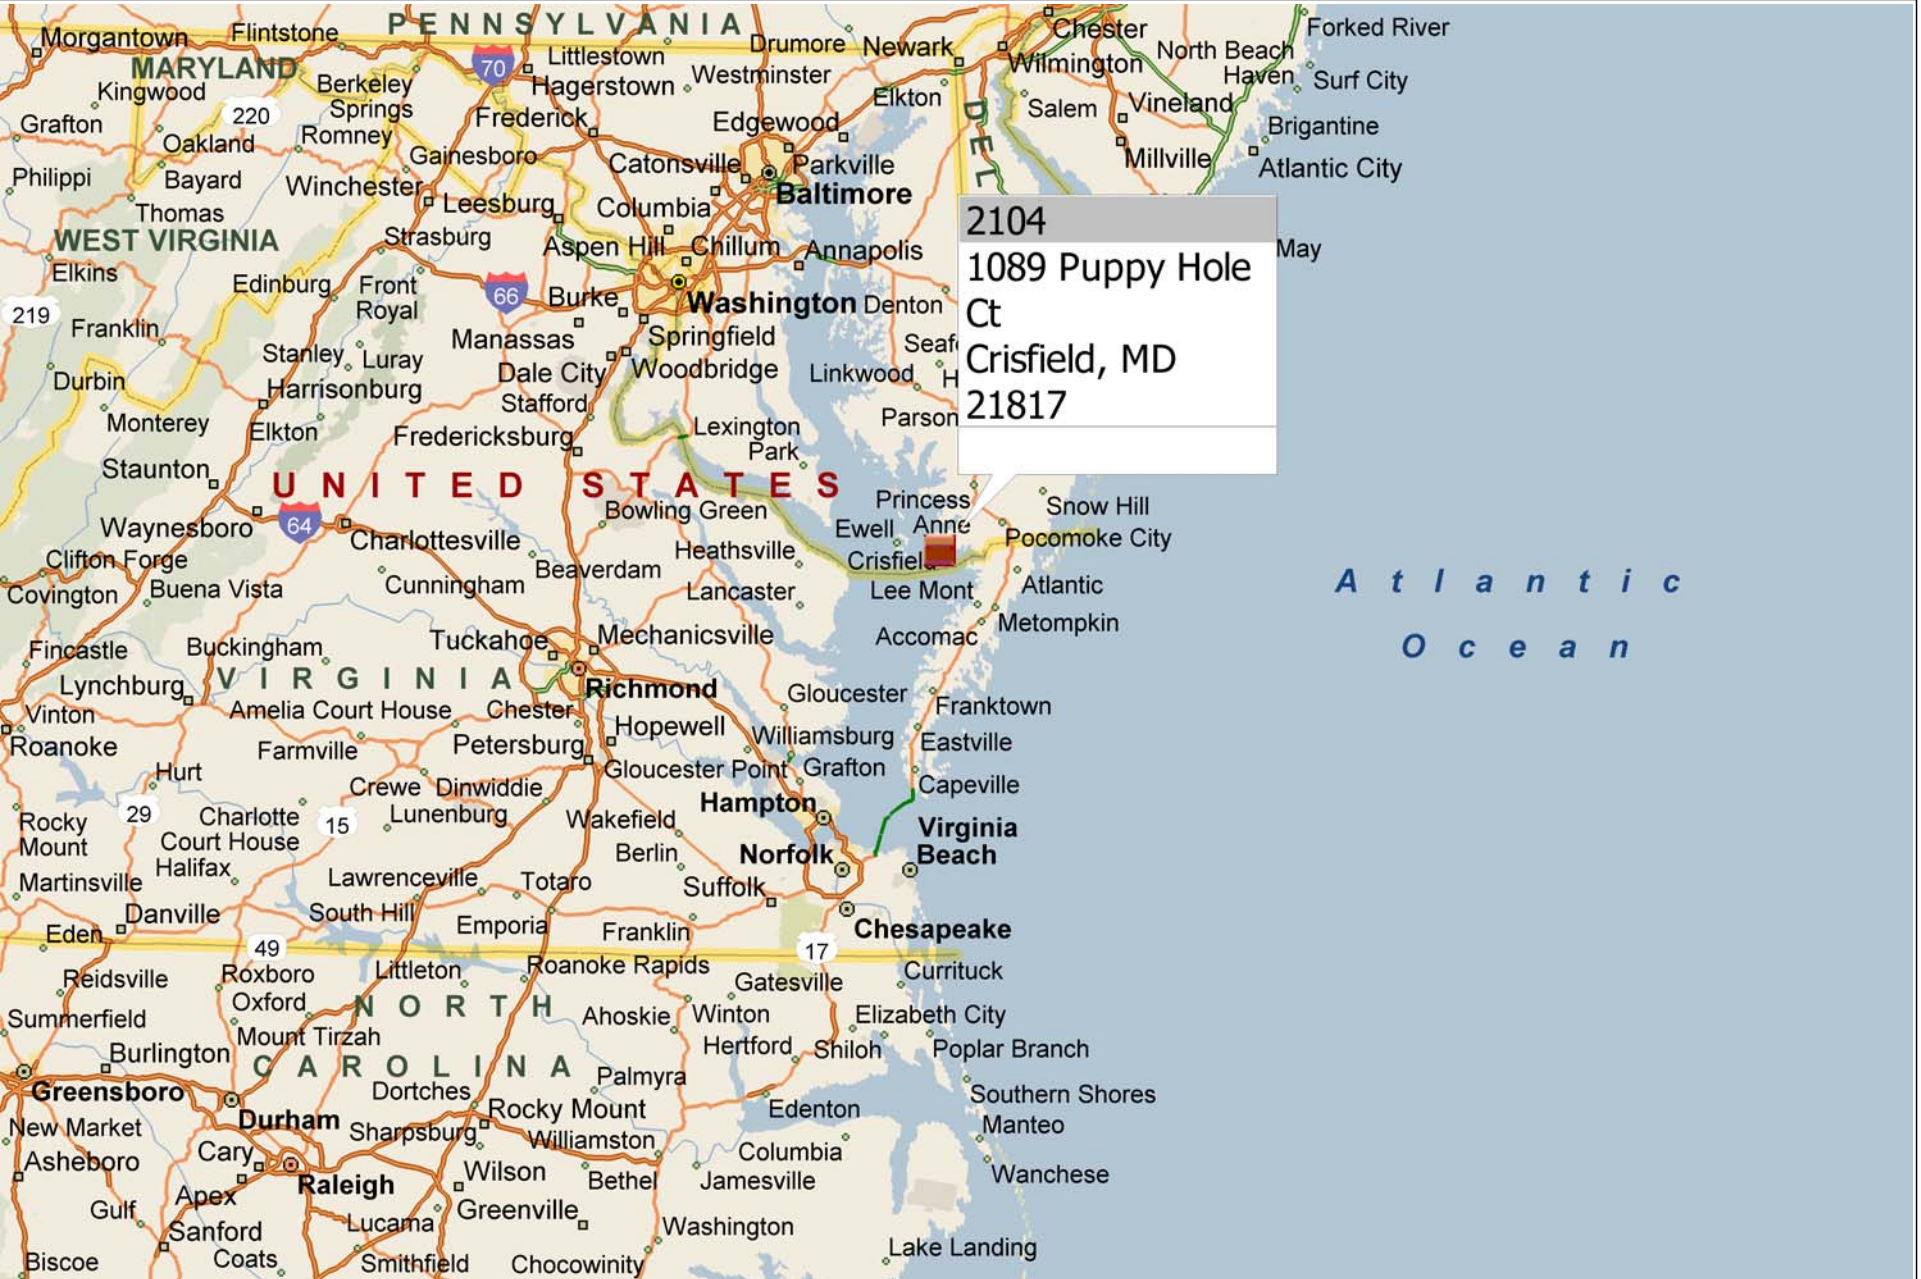 PENNSYLVANIA
Morgantown
Flintstone
Littlestown
Drumore
Newark
Chester
Forked River
North Beach
Haven
MARYLAND
70
Wilmington
Kingwood
Berkeley
Springs
Hagerstown
Westminster
Surf City
Elkton
Salem
Vineland
Grafton
220
Romney
Frederick
Edgewood
DEL
Brigantine
Oakland
Gainesboro
Catonsville
Parkville
Millville
Atlantic City
Philippi
Bayard
Winchester
Leesburg
Columbia
Baltimore
Thomas
WEST VIRGINIA
Strasburg
Aspen Hill
Chillum
Annapolis
2104
1089 Puppy Hole
Ct
Crisfield, MD
21817
May
Elkins
Edinburg
Front
Royal
66
Burke
Washington
Denton
219
Franklin
Manassas
Springfield
Seaf
Stanley
Luray
Dale City
Woodbridge
Linkwood
H
Durbin
Harrisonburg
Stafford
Parson
Monterey
Elkton
Fredericksburg
Lexington
Park
Staunton
UNITED STATES
Princess
Anne
Snow Hill
Waynesboro
64
Charlottesville
Bowling Green
Ewell
Pocomoke City
Clifton Forge
Heathsville
Crisfield
Covington
Buena Vista
Cunningham
Beaverdam
Lancaster
Lee Mont
Atlantic
Atlantic
Ocean
Metompkin
Accomac
Fincastle
Buckingham
Tuckahoe
Mechanicsville
Lynchburg
VIRGINIA
Richmond
Gloucester
Franktown
Vinton
Amelia Court House
Chester
Hopewell
Williamsburg
Eastville
Roanoke
Farmville
Petersburg
Gloucester Point
Grafton
Hurt
Crewe
Dinwiddie
Capeville
29
Charlotte
Court House
15
Lunenburg
Wakefield
Hampton
Rocky
Mount
Virginia
Beach
Halifax
Berlin
Norfolk
Martinsville
Lawrenceville
Totaro
Suffolk
Danville
South Hill
Emporia
Franklin
Chesapeake
Eden
49
17
Reidsville
Roxboro
Littleton
Roanoke Rapids
Gatesville
Currituck
Oxford
NORTH
Summerfield
Mount Tirzah
Ahoskie
Winton
Elizabeth City
Burlington
CAROLINA
Hertford
Shiloh
Poplar Branch
Greensboro
Dortches
Palmyra
Southern Shores
Durham
Rocky Mount
Edenton
Manteo
New Market
Sharpsburg
Williamston
Columbia
Asheboro
Cary
Raleigh
Wilson
Bethel
Jamesville
Wanchese
Apex
Gulf
Lucama
Greenville
Washington
Sanford
Biscoe
Coats
Smithfield
Chocowinity
Lake Landing